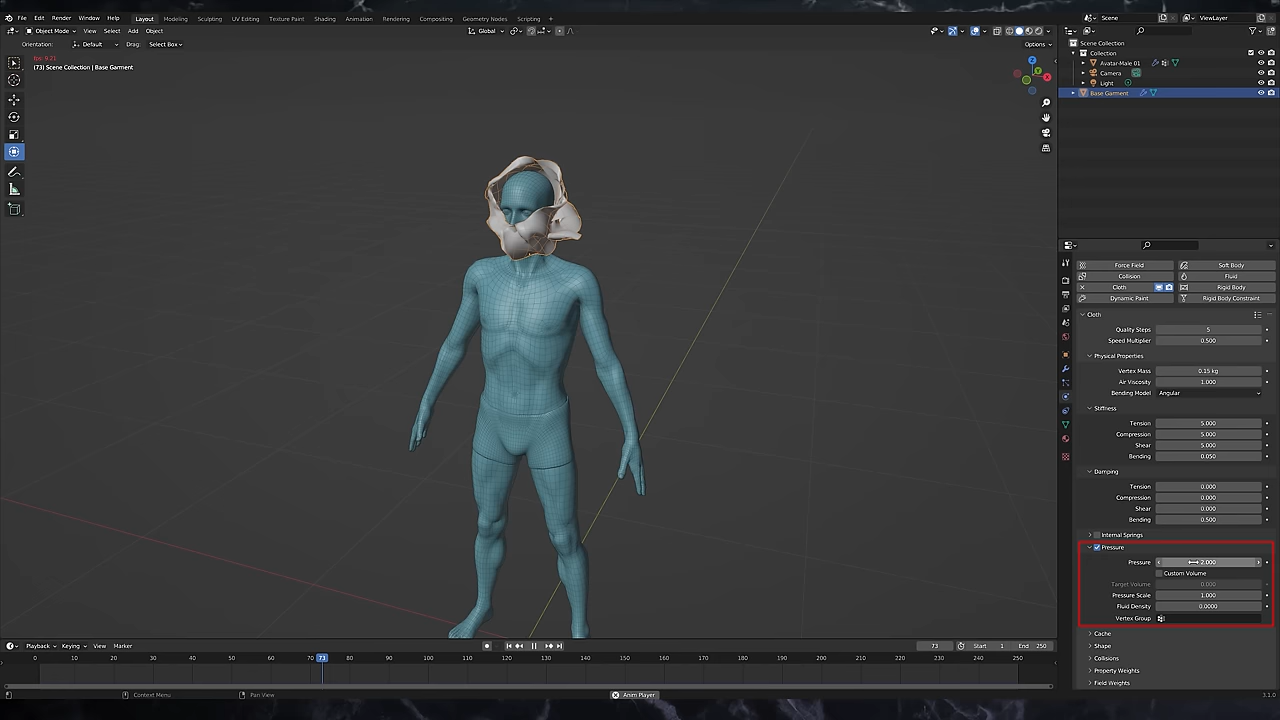 File Edit Render Window Help Layout Modeling Sculpting UV Editing Texture Paint Shading Animation Rendering Compositing Geometry Nodes Scripting + Scene ViewLayer
Object Mode View Select Add Object Global
Orientation: Default Drag: Select Box Options
fps: 9.21
(73) Scene Collection | Base Garment
Scene Collection
Collection
Avatar-Male 01
Camera
Light
Base Garment
Force Field Soft Body
Collision Fluid
Cloth Rigid Body
Dynamic Paint Rigid Body Constraint
Cloth
Quality Steps 5
Speed Multiplier 0.500
Physical Properties
Vertex Mass 0.15 kg
Air Viscosity 1.000
Bending Model Angular
Stiffness
Tension 5.000
Compression 5.000
Shear 5.000
Bending 0.050
Damping
Tension 0.000
Compression 0.000
Shear 0.000
Bending 0.500
Internal Springs
Pressure
Pressure 2.000
Custom Volume
Target Volume 0.000
Pressure Scale 1.000
Fluid Density 0.0000
Vertex Group
Cache
Shape
Collisions
Property Weights
Field Weights
Playback Keying View Marker 73 Start 1 End 250
0 10 20 30 40 50 60 70 73 80 90 100 110 120 130 140 150 160 170 180 190 200 210 220 230 240 250
Context Menu Pan View Anim Player 3.1.0